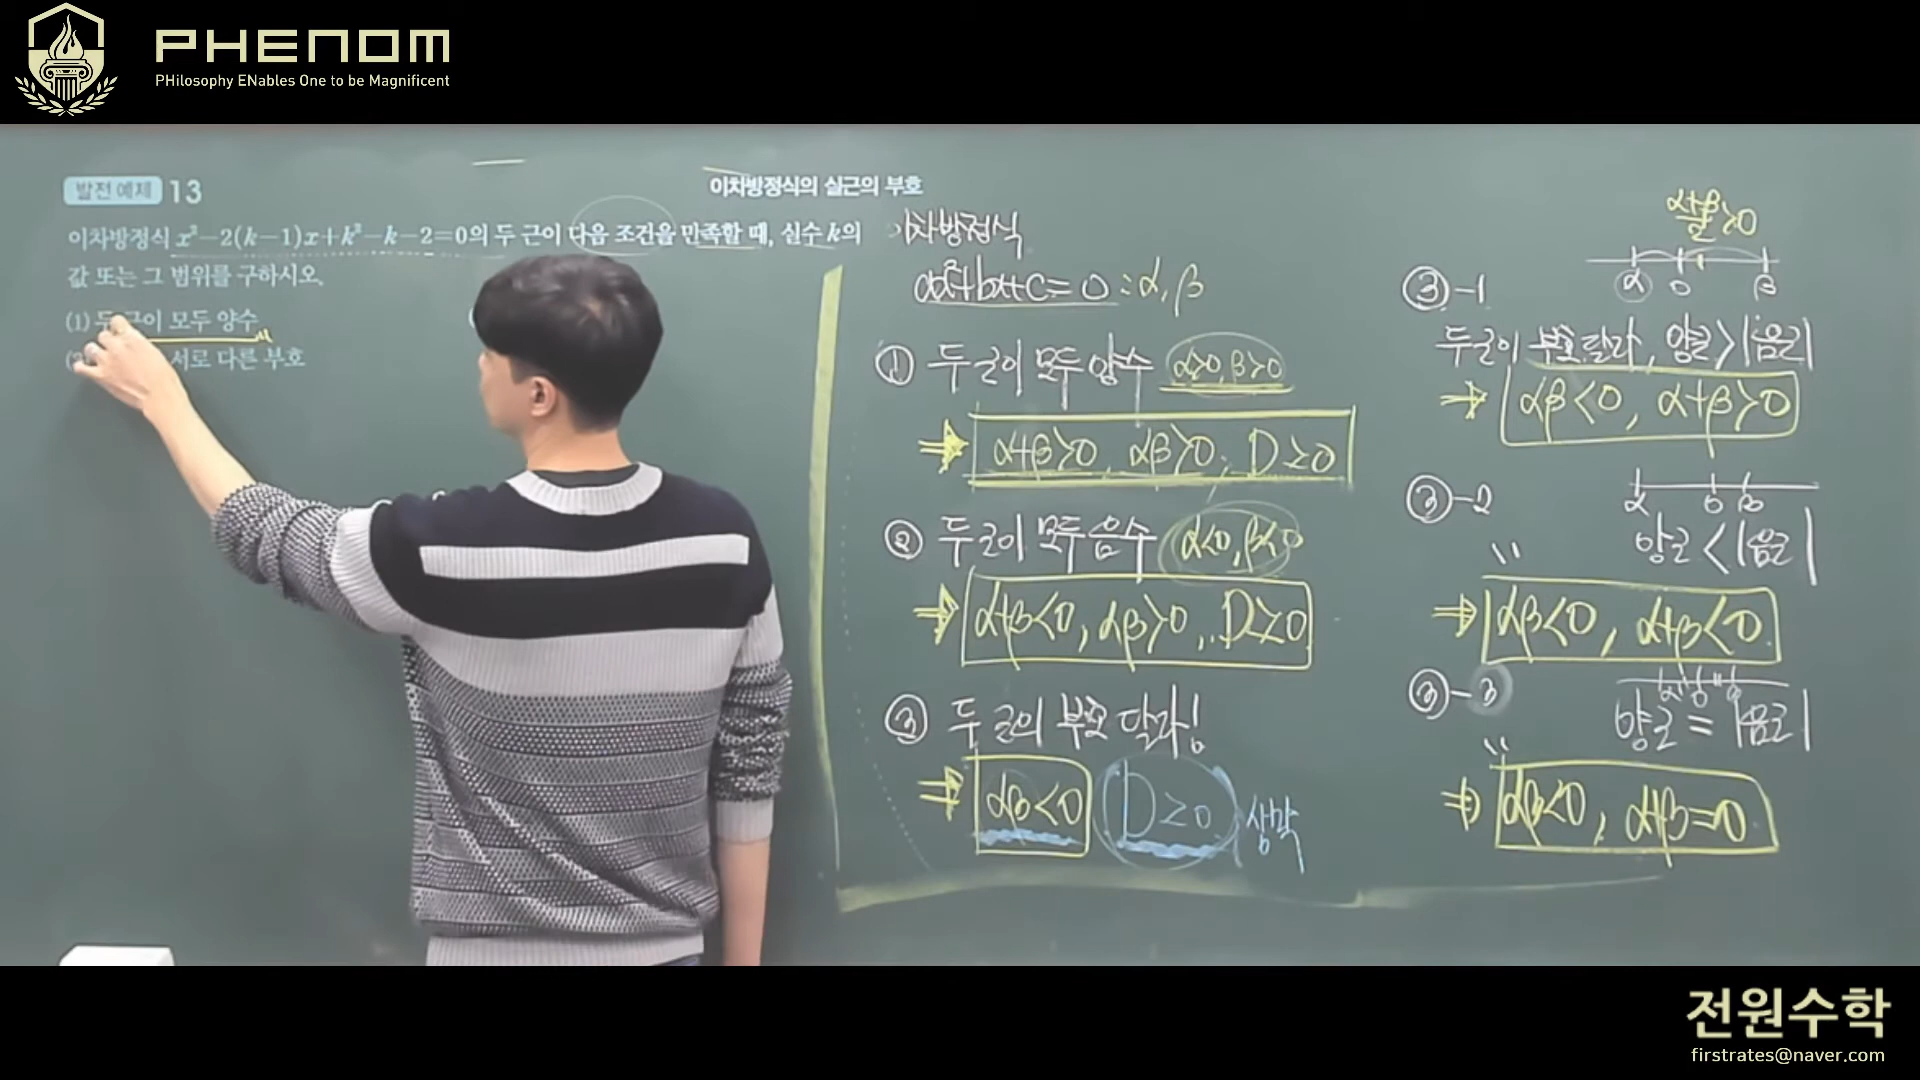 PHENOM
PHilosophy ENables One to be Magnificent
발전 예제 13
이차방정식의 실근의 부호
이차방정식 x²-2(k-1)x+k²-k-2=0의 두 근이 다음 조건을 만족할 때, 실수 k의
값 또는 그 범위를 구하시오.
(1) 두 근이 모두 양수
서로 다른 부호
이차방정식
ax²+bx+c=0 : α, β
① 두 근이 모두 양수 α>0, β>0
⇒ α+β>0, αβ>0, D≥0
② 두 근이 모두 음수 α<0, β<0
⇒ α+β<0, αβ>0, D≥0
③ 두 근의 부호 달라!
⇒ αβ<0 D≥0 생략
α+β/2>0
α 0 β
③-1
두 근이 부호 달라, 양근>|음근|
⇒ αβ<0, α+β>0
③-2
α 0 β
양근<|음근|
⇒ αβ<0, α+β<0
③-3
α 0 β
양근=|음근|
⇒ αβ<0, α+β=0
전원수학
firstrates@naver.com